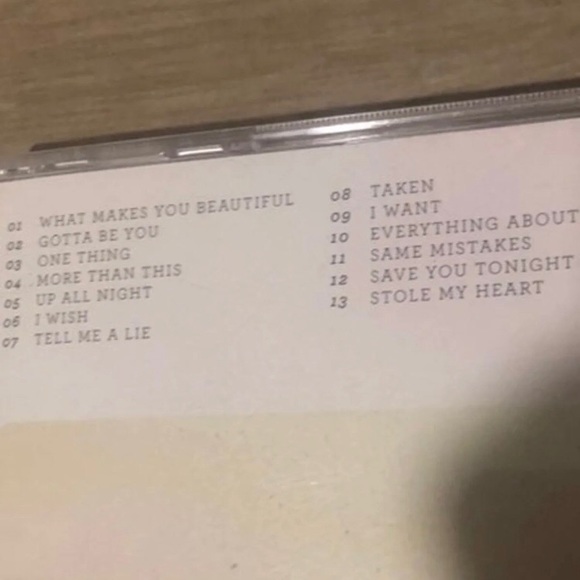 01 WHAT MAKES YOU BEAUTIFUL
02 GOTTA BE YOU
03 ONE THING
04 MORE THAN THIS
05 UP ALL NIGHT
06 I WISH
07 TELL ME A LIE
08 TAKEN
09 I WANT
10 EVERYTHING ABOUT
11 SAME MISTAKES
12 SAVE YOU TONIGHT
13 STOLE MY HEART